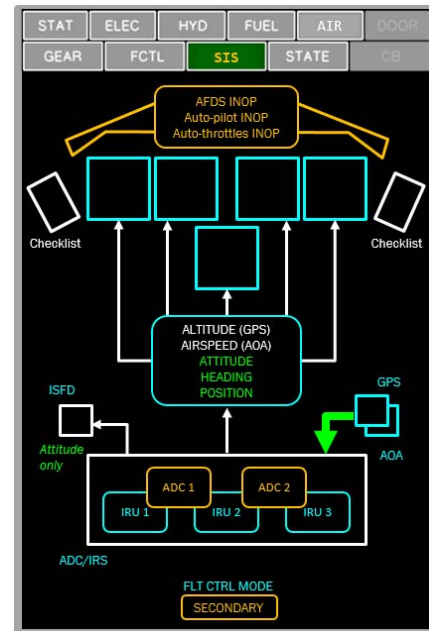 STAT ELEC HYD FUEL AIR DOOR
GEAR FCTL SIS STATE CB
AFDS INOP
Auto-pilot INOP
Auto-throttles INOP
Checklist
Checklist
ALTITUDE (GPS)
AIRSPEED (AOA)
ATTITUDE
HEADING
POSITION
ISFD
GPS
Attitude
only
AOA
ADC 1
ADC 2
IRU 1
IRU 2
IRU 3
ADC/IRS
FLT CTRL MODE
SECONDARY